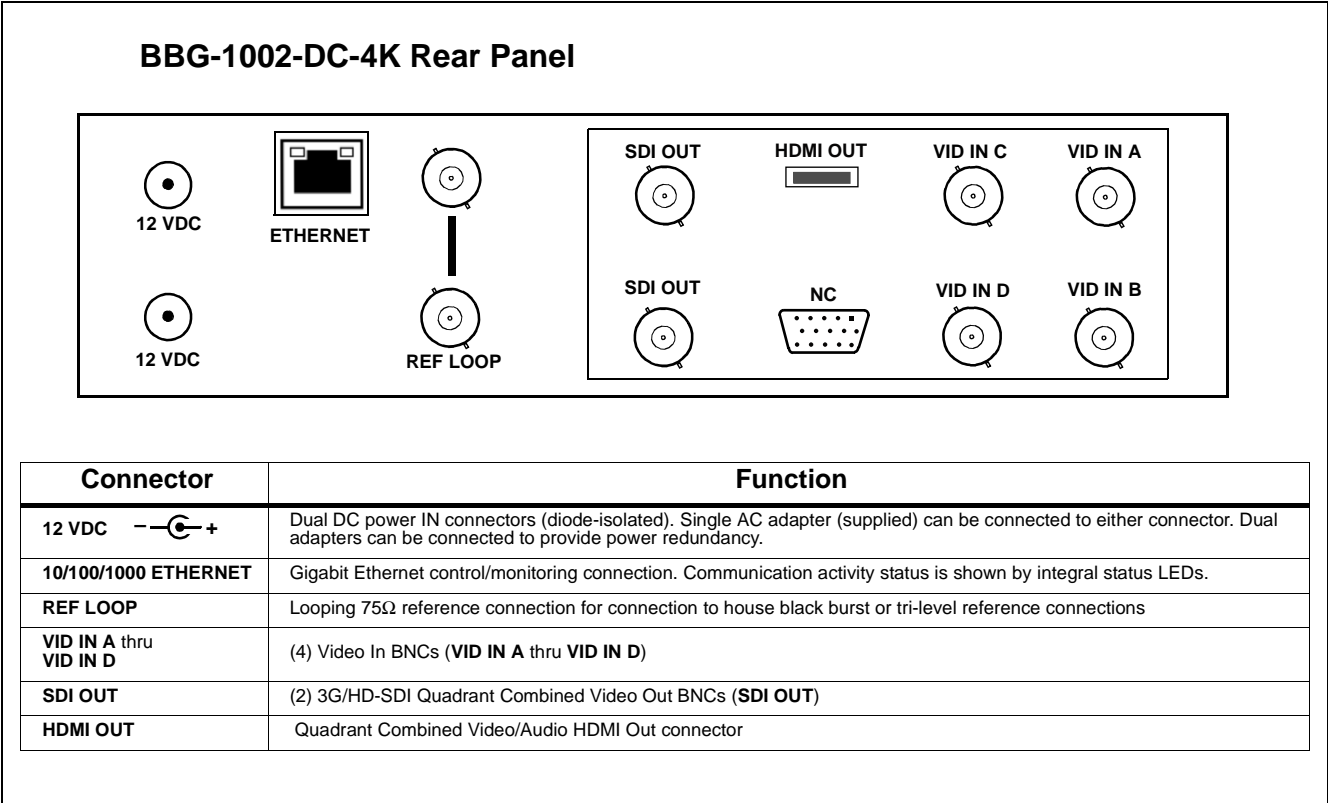 BBG-1002-DC-4K Rear Panel
SDI OUT
HDMI OUT
VID IN C
VID IN A
12 VDC
ETHERNET
SDI OUT
NC
VID IN D
VID IN B
12 VDC
REF LOOP
Connector
Function
12 VDC – +
Dual DC power IN connectors (diode-isolated). Single AC adapter (supplied) can be connected to either connector. Dual
adapters can be connected to provide power redundancy.
10/100/1000 ETHERNET
Gigabit Ethernet control/monitoring connection. Communication activity status is shown by integral status LEDs.
REF LOOP
Looping 75Ω reference connection for connection to house black burst or tri-level reference connections
VID IN A thru
VID IN D
(4) Video In BNCs (VID IN A thru VID IN D)
SDI OUT
(2) 3G/HD-SDI Quadrant Combined Video Out BNCs (SDI OUT)
HDMI OUT
Quadrant Combined Video/Audio HDMI Out connector